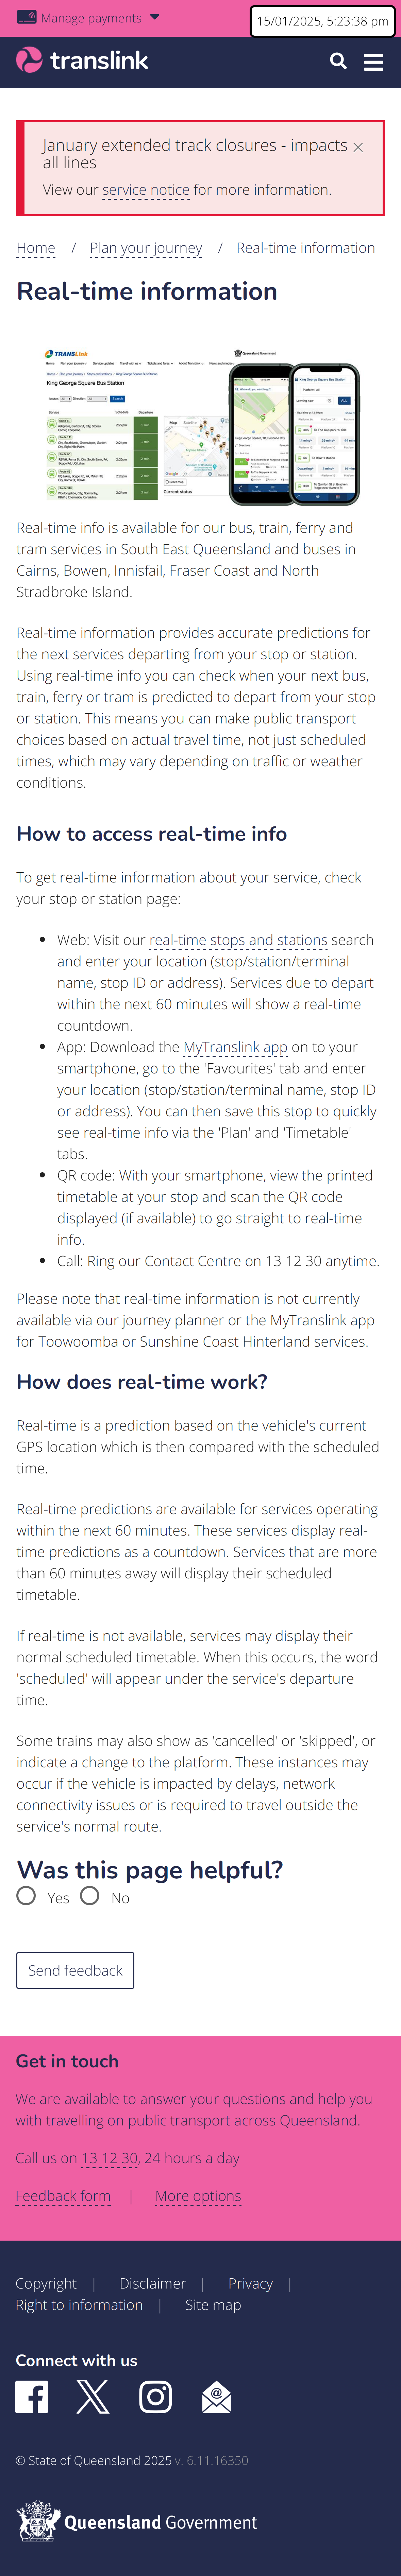 Manage payments
15/01/2025, 5:23:38 pm
translink
January extended track closures - impacts
all lines
View our service notice for more information.
Home / Plan your journey / Real-time information
Real-time information
TRANSLink
Queensland Government
King George Square Bus Station
Real-time info is available for our bus, train, ferry and
tram services in South East Queensland and buses in
Cairns, Bowen, Innisfail, Fraser Coast and North
Stradbroke Island.
Real-time information provides accurate predictions for
the next services departing from your stop or station.
Using real-time info you can check when your next bus,
train, ferry or tram is predicted to depart from your stop
or station. This means you can make public transport
choices based on actual travel time, not just scheduled
times, which may vary depending on traffic or weather
conditions.
How to access real-time info
To get real-time information about your service, check
your stop or station page:
Web: Visit our real-time stops and stations search
and enter your location (stop/station/terminal
name, stop ID or address). Services due to depart
within the next 60 minutes will show a real-time
countdown.
App: Download the MyTranslink app on to your
smartphone, go to the 'Favourites' tab and enter
your location (stop/station/terminal name, stop ID
or address). You can then save this stop to quickly
see real-time info via the 'Plan' and 'Timetable'
tabs.
QR code: With your smartphone, view the printed
timetable at your stop and scan the QR code
displayed (if available) to go straight to real-time
info.
Call: Ring our Contact Centre on 13 12 30 anytime.
Please note that real-time information is not currently
available via our journey planner or the MyTranslink app
for Toowoomba or Sunshine Coast Hinterland services.
How does real-time work?
Real-time is a prediction based on the vehicle's current
GPS location which is then compared with the scheduled
time.
Real-time predictions are available for services operating
within the next 60 minutes. These services display real-
time predictions as a countdown. Services that are more
than 60 minutes away will display their scheduled
timetable.
If real-time is not available, services may display their
normal scheduled timetable. When this occurs, the word
'scheduled' will appear under the service's departure
time.
Some trains may also show as 'cancelled' or 'skipped', or
indicate a change to the platform. These instances may
occur if the vehicle is impacted by delays, network
connectivity issues or is required to travel outside the
service's normal route.
Was this page helpful?
Yes No
Send feedback
Get in touch
We are available to answer your questions and help you
with travelling on public transport across Queensland.
Call us on 13 12 30, 24 hours a day
Feedback form | More options
Copyright | Disclaimer | Privacy |
Right to information | Site map
Connect with us
© State of Queensland 2025 v. 6.11.16350
Queensland Government